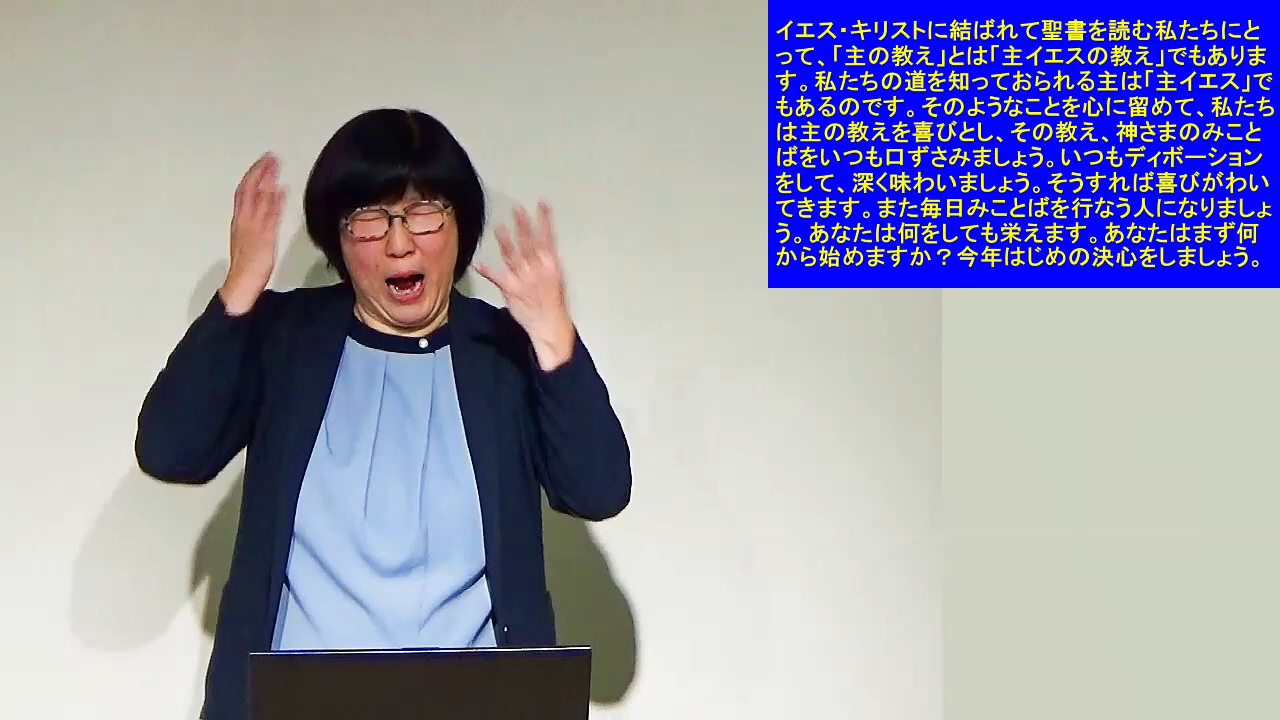 イエス・キリストに結ばれて聖書を読む私たちにと
って、「主の教え」とは「主イエスの教え」でもありま
す。私たちの道を知っておられる主は「主イエス」で
もあるのです。そのようなことを心に留めて、私たち
は主の教えを喜びとし、その教え、神さまのみこと
ばをいつも口ずさみましょう。いつもディボーション
をして、深く味わいましょう。そうすれば喜びがわい
てきます。また毎日みことばを行なう人になりましょ
う。あなたは何をしても栄えます。あなたはまず何
から始めますか？今年はじめの決心をしましょう。